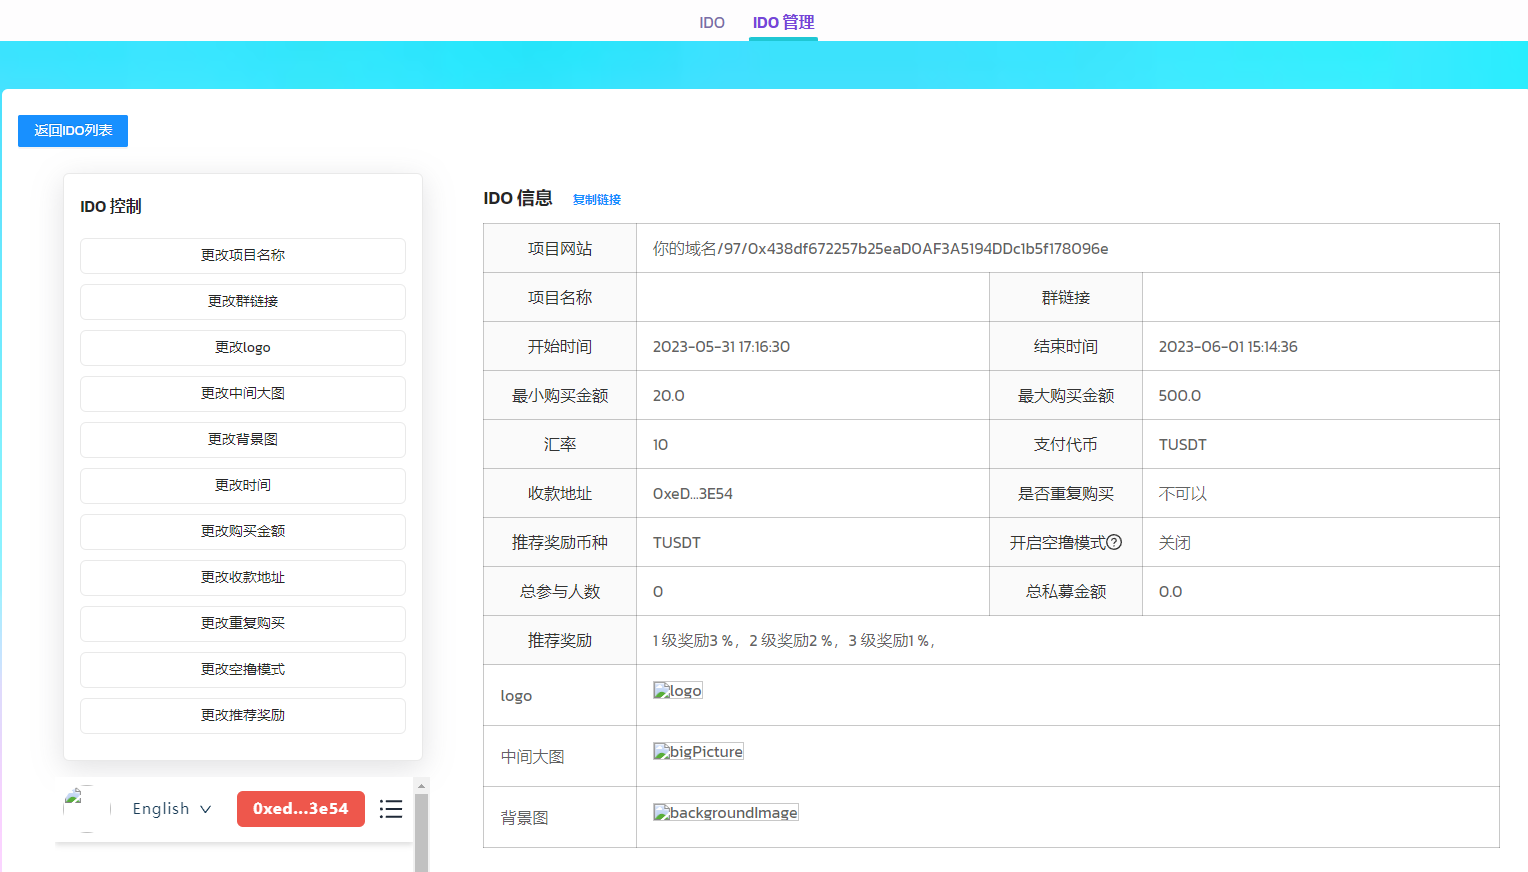 IDO IDO 管理
返回IDO列表
IDO 控制
更改项目名称
更改群链接
更改logo
更改中间大图
更改背景图
更改时间
更改购买金额
更改收款地址
更改重复购买
更改空撸模式
更改推荐奖励
English 0xed...3e54
IDO 信息 复制链接
项目网站 你的域名/97/0x438df672257b25eaD0AF3A5194DDc1b5f178096e
项目名称 群链接
开始时间 2023-05-31 17:16:30 结束时间 2023-06-01 15:14:36
最小购买金额 20.0 最大购买金额 500.0
汇率 10 支付代币 TUSDT
收款地址 0xeD...3E54 是否重复购买 不可以
推荐奖励币种 TUSDT 开启空撸模式 关闭
总参与人数 0 总私募金额 0.0
推荐奖励 1 级奖励3 %，2 级奖励2 %，3 级奖励1 %，
logo logo
中间大图 bigPicture
背景图 backgroundImage